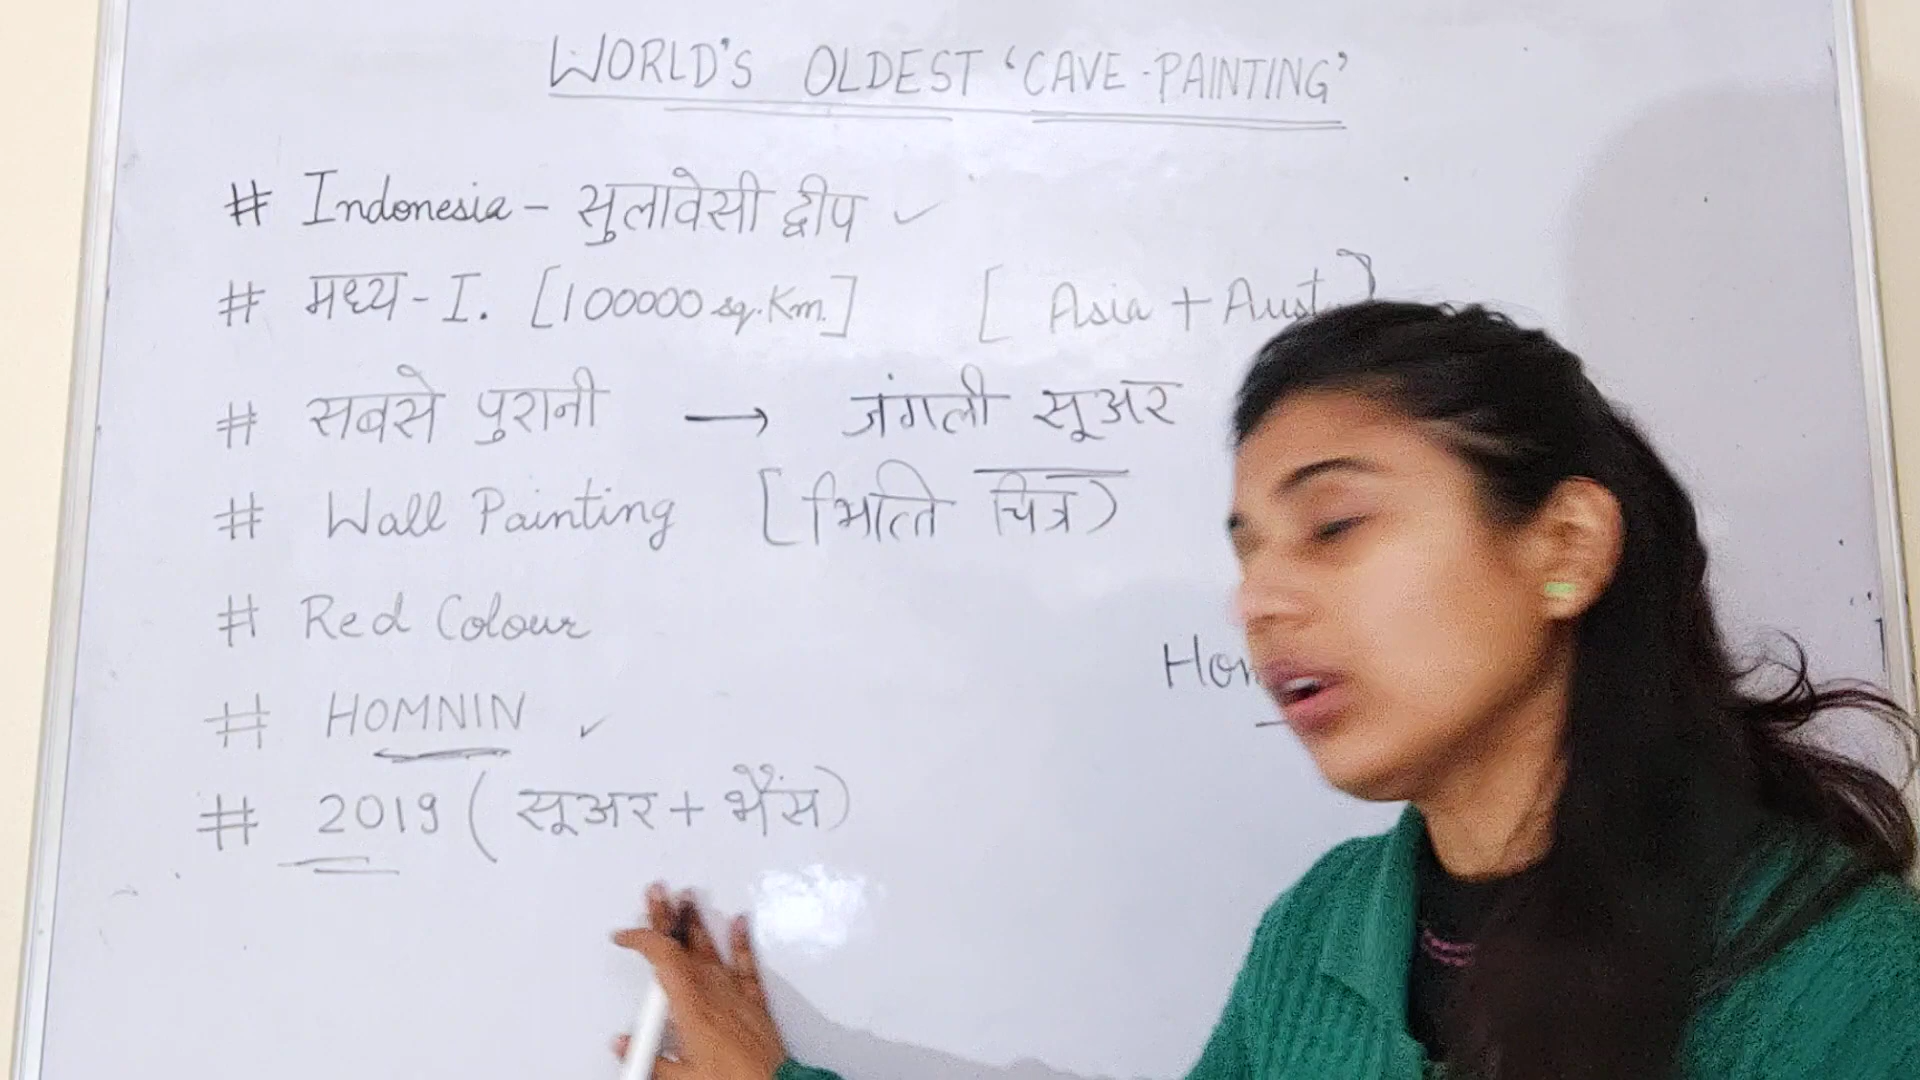 WORLD'S OLDEST 'CAVE-PAINTING'
# Indonesia - सुलावेसी द्वीप ✓
# मध्य - I. [100000 sq. Km.] [Asia + Aust]
# सबसे पुरानी → जंगली सूअर
# Wall Painting [भित्ति चित्र)
# Red Colour
# HOMNIN ✓
# 2019 (सूअर + भैंस)